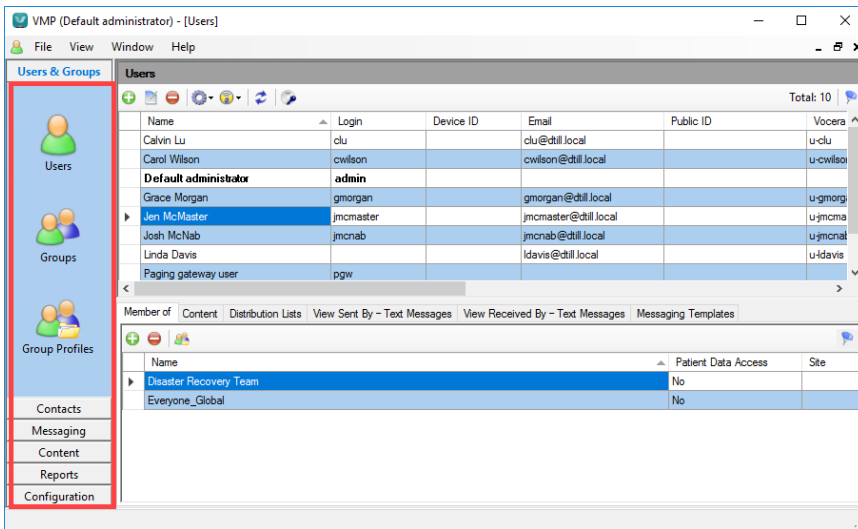 VMP (Default administrator) - [Users]
File View Window Help
Users & Groups
Users
Groups
Group Profiles
Contacts
Messaging
Content
Reports
Configuration
Users
Total: 10
Name Login Device ID Email Public ID Vocera
Calvin Lu clu clu@dtill.local u-clu
Carol Wilson cwilson cwilson@dtill.local u-cwilson
Default administrator admin
Grace Morgan gmorgan gmorgan@dtill.local u-gmorga
Jen McMaster jmcmaster jmcmaster@dtill.local u-jmcma
Josh McNab jmcnab jmcnab@dtill.local u-jmcnab
Linda Davis ldavis@dtill.local u-ldavis
Paging gateway user pgw
Member of Content Distribution Lists View Sent By - Text Messages View Received By - Text Messages Messaging Templates
Name Patient Data Access Site
Disaster Recovery Team No
Everyone_Global No